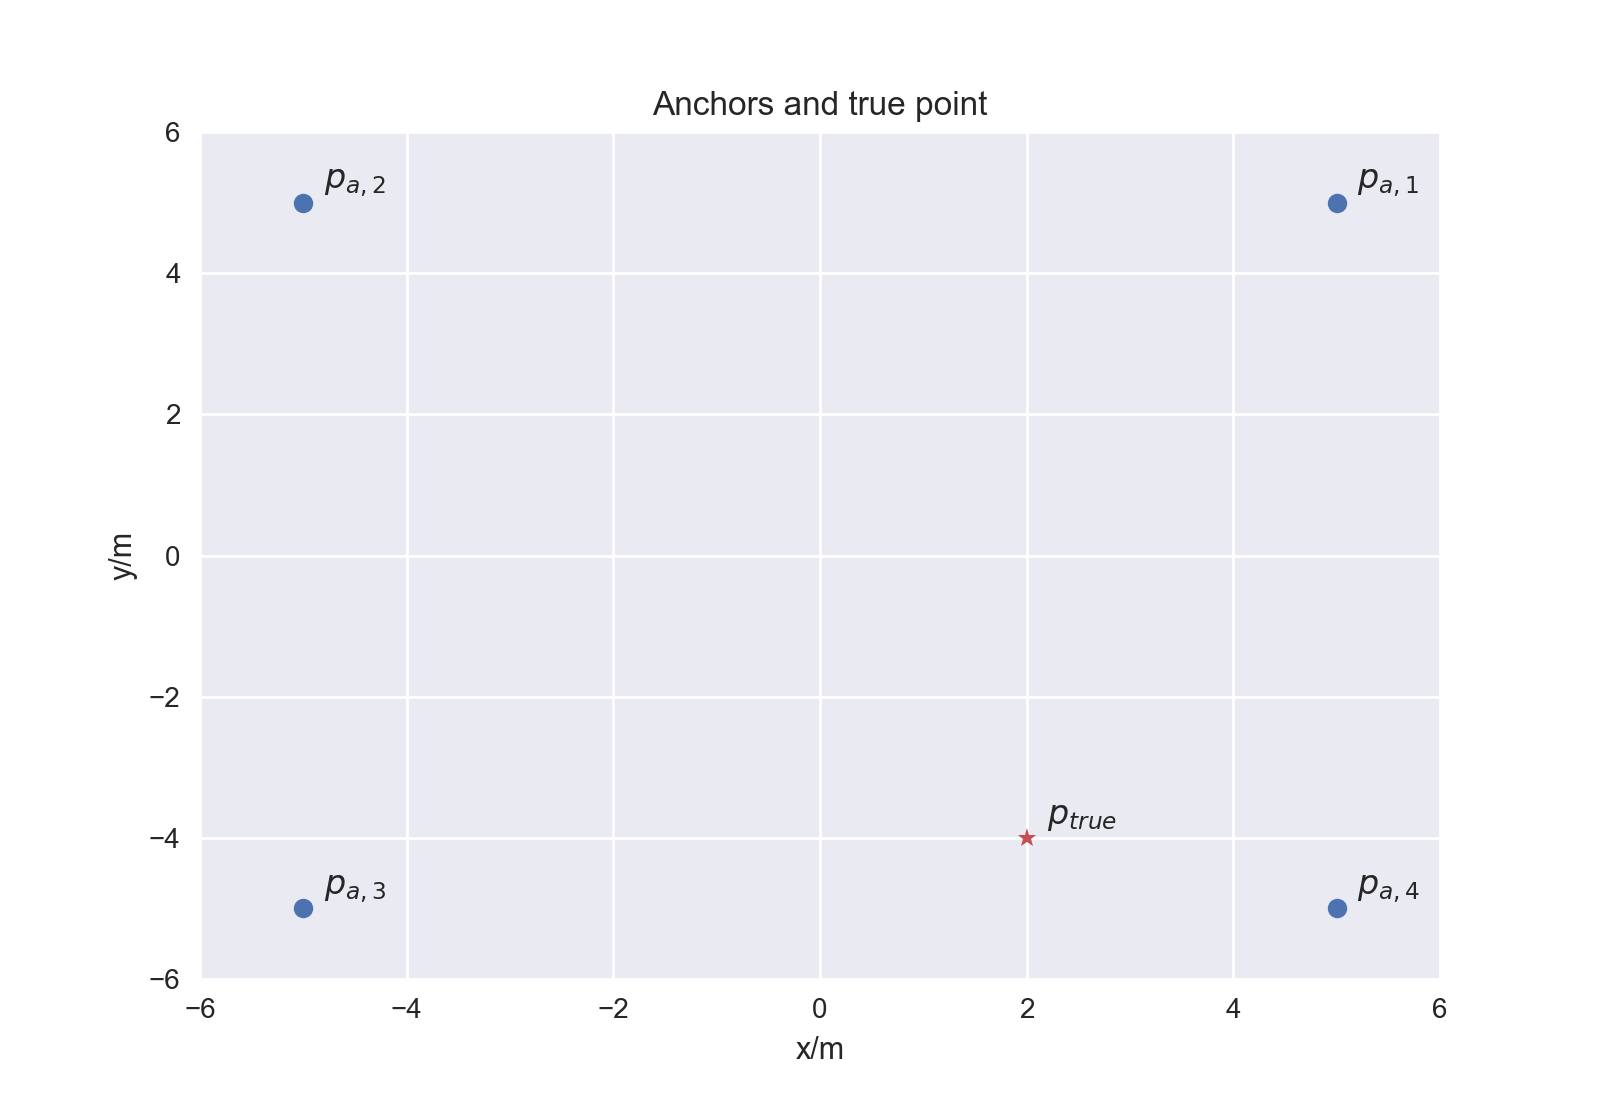 Anchors and true point
6
p_{a,2}
p_{a,1}
4
2
y/m
0
−2
−4
p_{true}
p_{a,3}
p_{a,4}
−6
−6 −4 −2 0 2 4 6
x/m